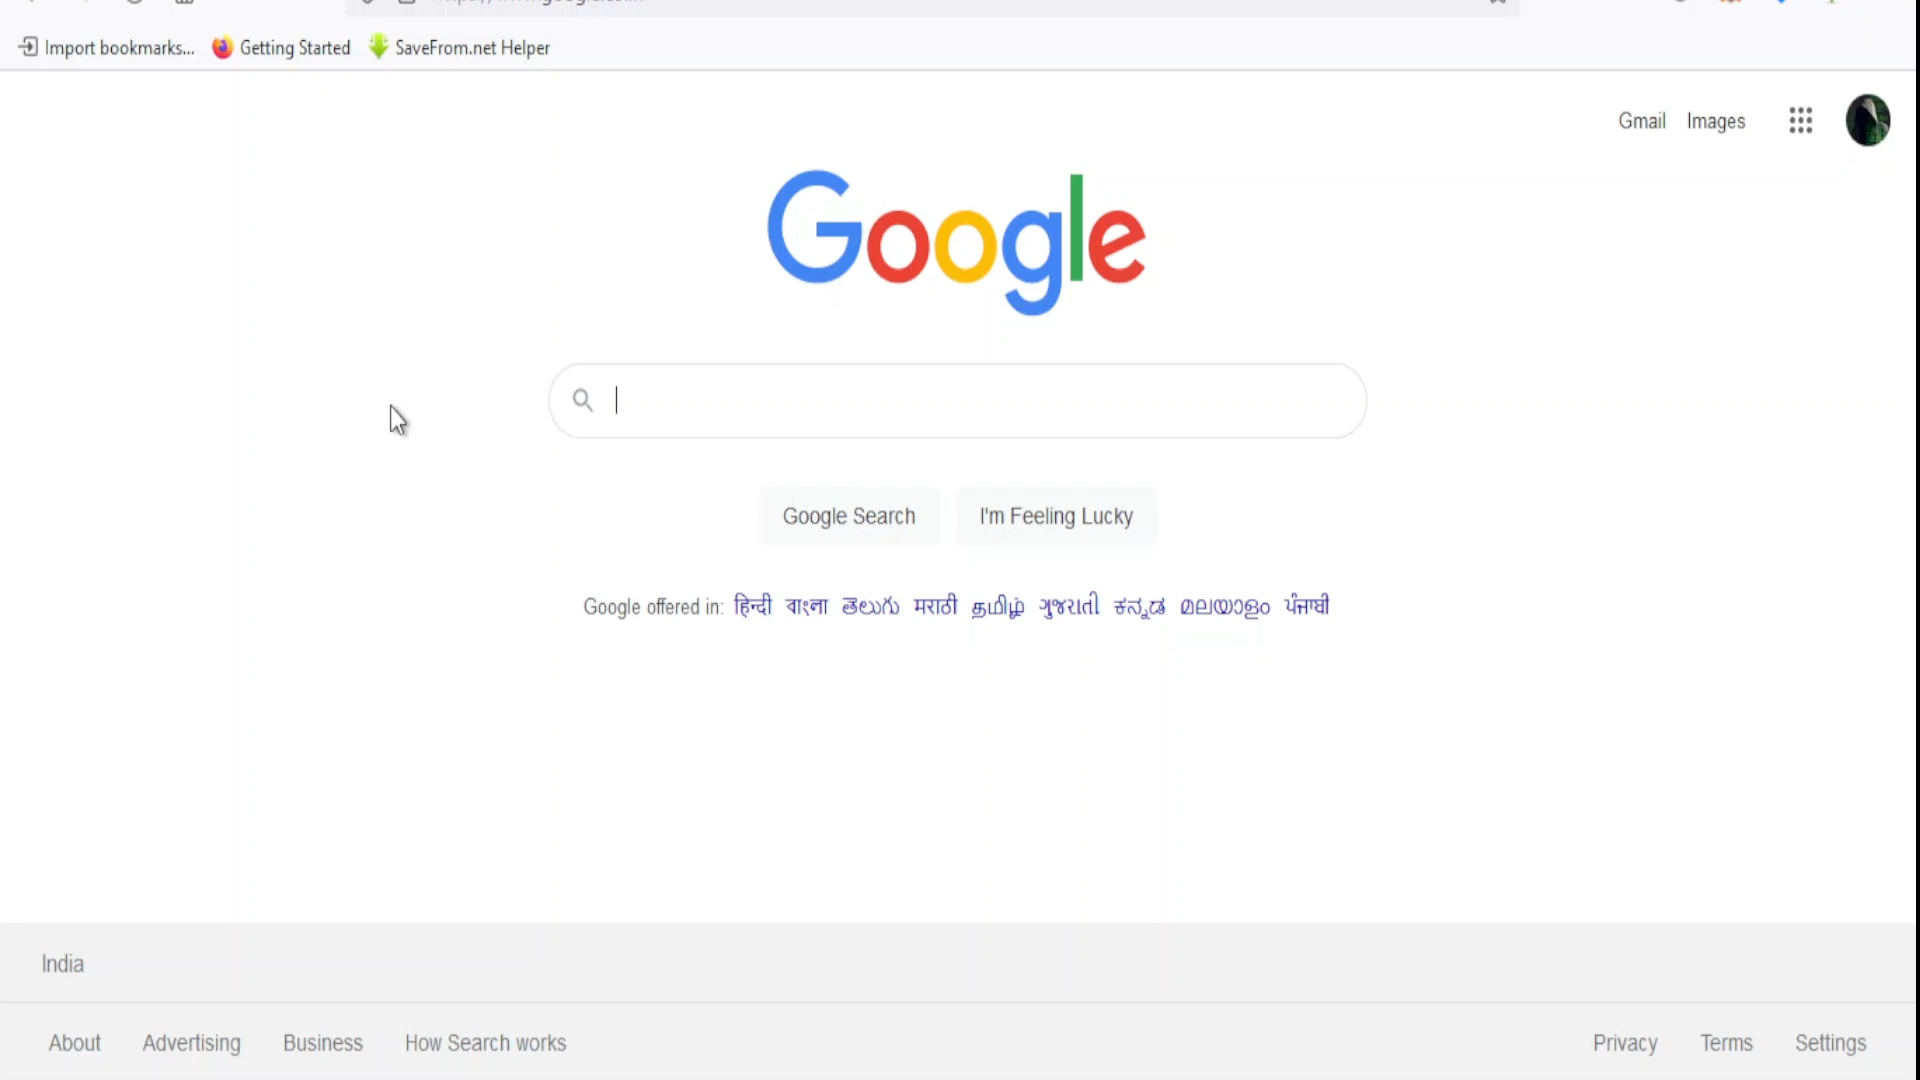 Import bookmarks... Getting Started SaveFrom.net Helper
Gmail Images
Google
Google Search I'm Feeling Lucky
Google offered in: हिन्दी বাংলা తెలుగు मराठी தமிழ் ગુજરાતી ಕನ್ನಡ മലയാളം ਪੰਜਾਬੀ
India
About Advertising Business How Search works Privacy Terms Settings